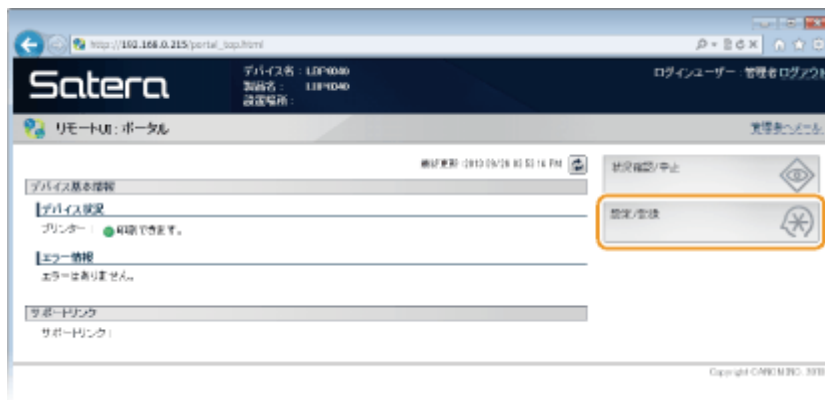 http://192.168.0.215/portal_top.html
Satera
デバイス名 : LBP4040
製品名 : LBP4040
設置場所 :
ログインユーザー : 管理者 ログアウト
リモートUI : ポータル
管理者へメール
最終更新 : 2013 09/28 PM
状況確認/中止
デバイス基本情報
設定/登録
デバイス状況
プリンター : 印刷できます。
エラー情報
エラーはありません。
サポートリンク
サポートリンク :
Copyright CANON INC.